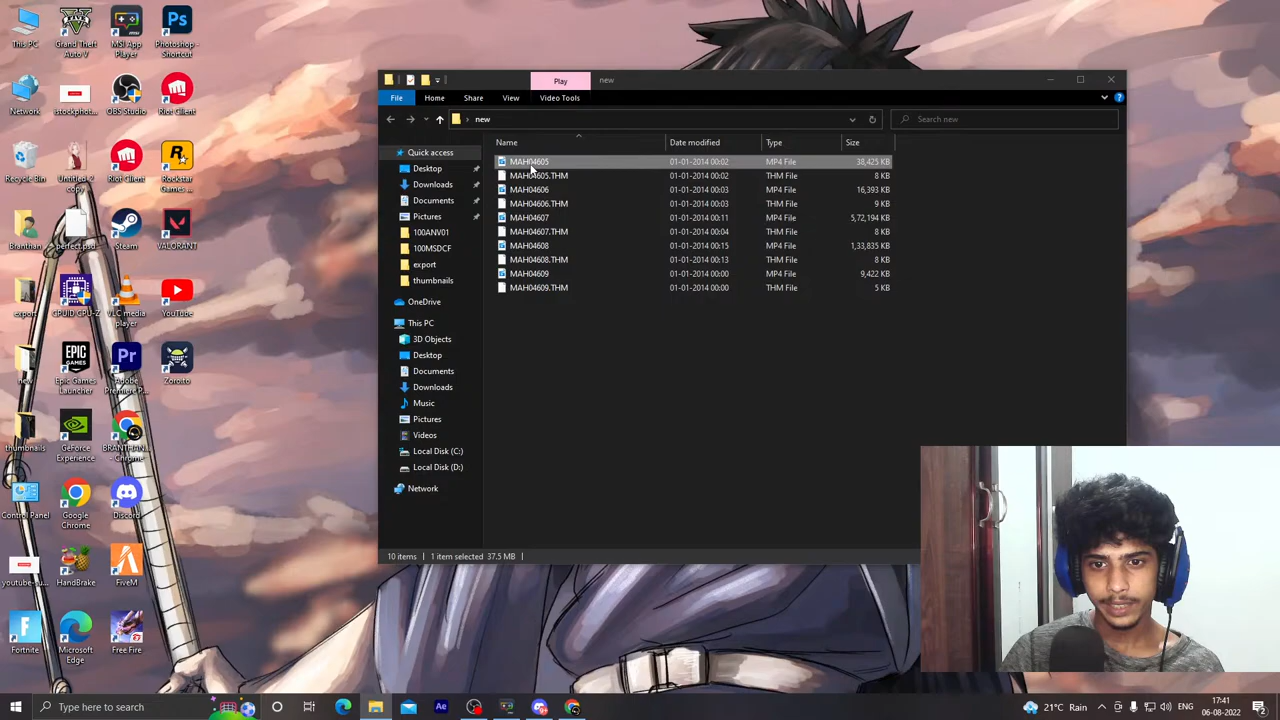 This PC
Grand Theft
Auto V
MSI App
Player
Photoshop -
Shortcut
Network
istockphot...
OBS Studio
Riot Client
Recycle Bin
Untitled-2
copy
Riot Client
Rockstar
Games ...
Branthan
perfect.psd
Steam
VALORANT
export
CPUID CPU-Z
VLC media
player
YouTube
new
Epic Games
Launcher
Adobe
Premiere P...
Zoro.to
thumbnails
GeForce
Experience
BRANTHAN...
- Chrome
Control Panel
Google
Chrome
Discord
youtube-su...
HandBrake
FiveM
Fortnite
Microsoft
Edge
Free Fire
Play
new
File
Home
Share
View
Video Tools
new
Search new
Name
Date modified
Type
Size
MAH04605 01-01-2014 00:02 MP4 File 38,425 KB
MAH04605.THM 01-01-2014 00:02 THM File 8 KB
MAH04606 01-01-2014 00:03 MP4 File 16,393 KB
MAH04606.THM 01-01-2014 00:03 THM File 9 KB
MAH04607 01-01-2014 00:11 MP4 File 5,72,194 KB
MAH04607.THM 01-01-2014 00:04 THM File 8 KB
MAH04608 01-01-2014 00:15 MP4 File 1,33,835 KB
MAH04608.THM 01-01-2014 00:13 THM File 8 KB
MAH04609 01-01-2014 00:00 MP4 File 9,422 KB
MAH04609.THM 01-01-2014 00:00 THM File 5 KB
Quick access
Desktop
Downloads
Documents
Pictures
100ANV01
100MSDCF
export
thumbnails
OneDrive
This PC
3D Objects
Desktop
Documents
Downloads
Music
Pictures
Videos
Local Disk (C:)
Local Disk (D:)
Network
10 items
1 item selected 37.5 MB
Type here to search
21°C Rain
17:41
06-08-2022